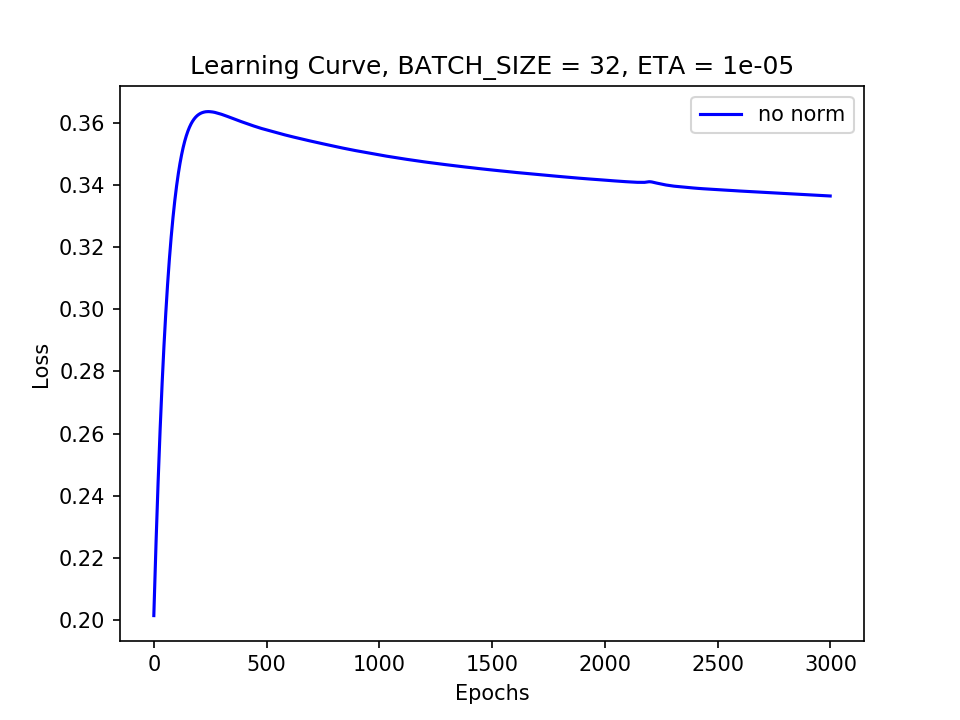 Learning Curve, BATCH_SIZE = 32, ETA = 1e-05
no norm
0.36
0.34
0.32
0.30
0.28
0.26
0.24
0.22
0.20
Loss
0 500 1000 1500 2000 2500 3000
Epochs